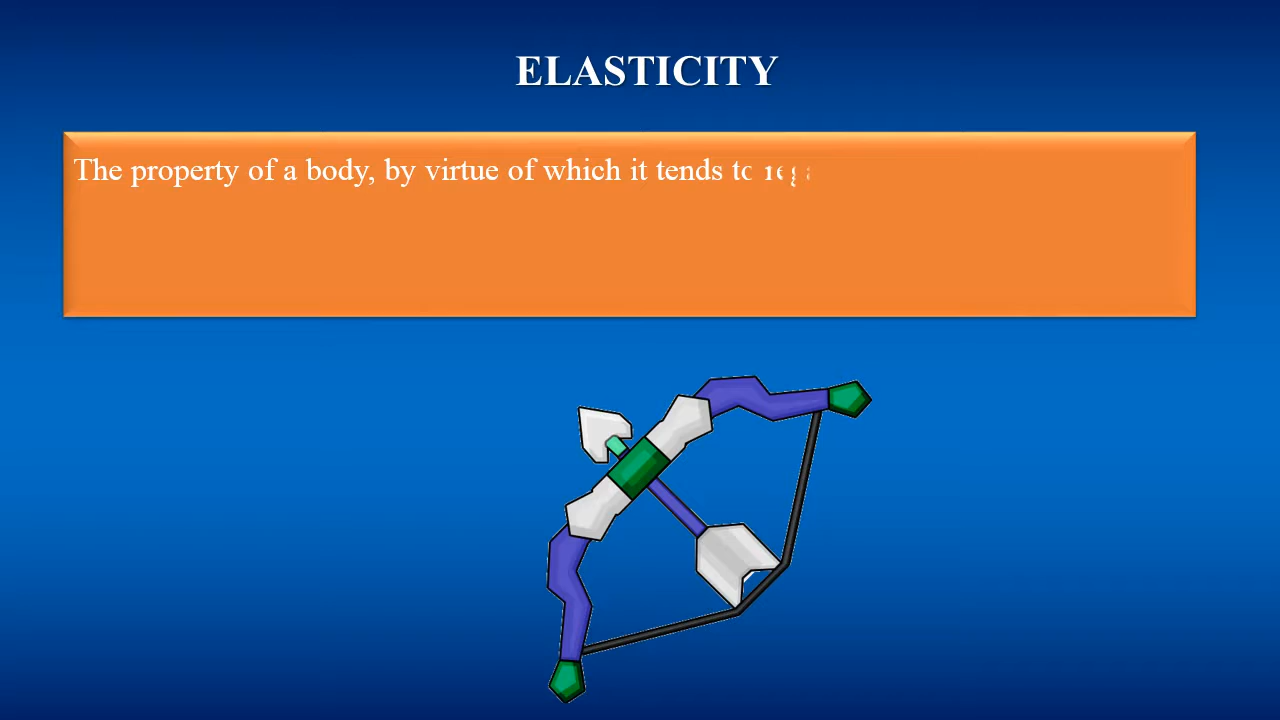 ELASTICITY
The property of a body, by virtue of which it tends to